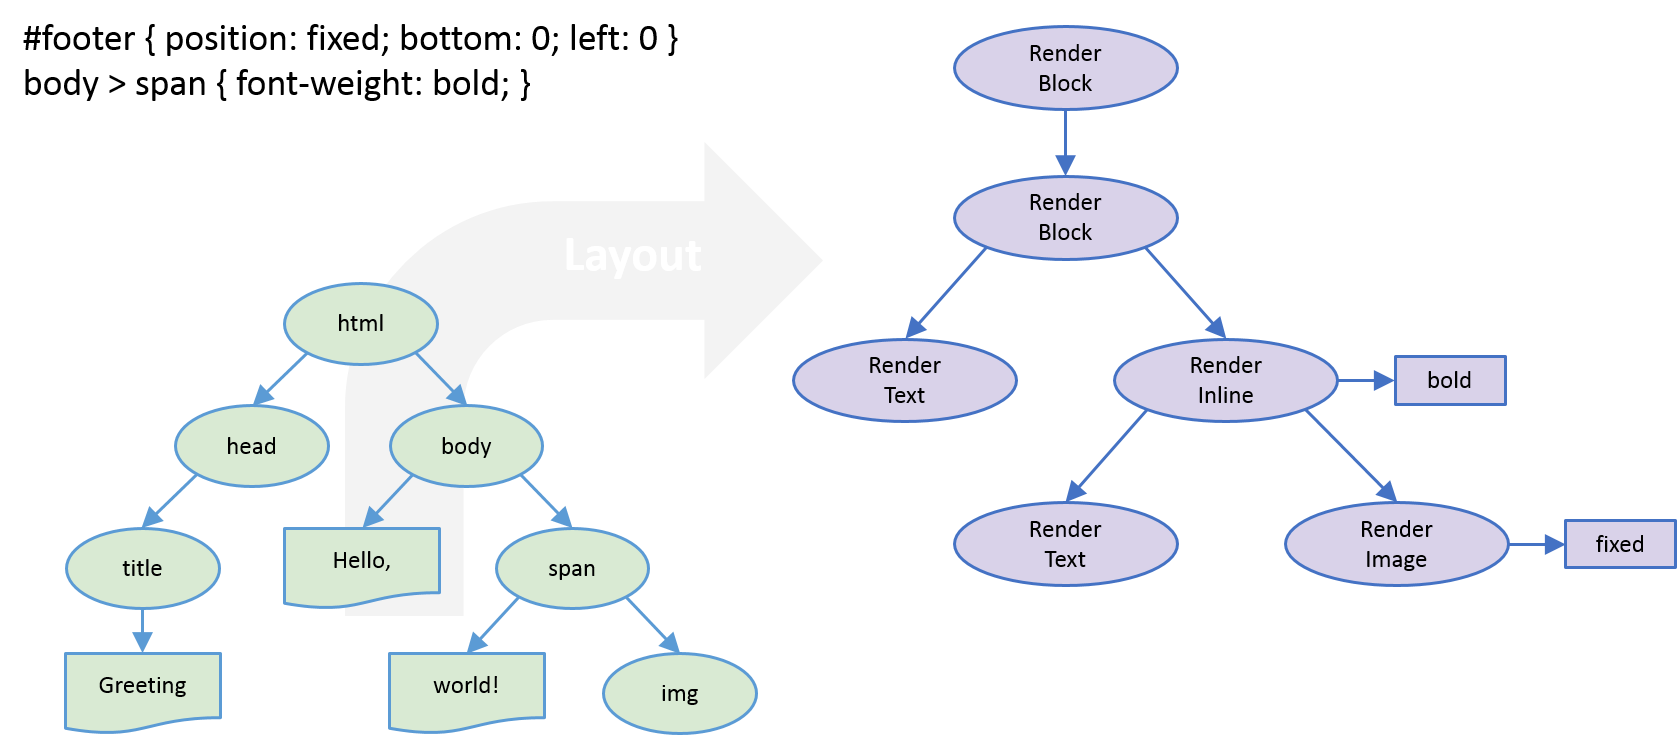 #footer { position: fixed; bottom: 0; left: 0 }
body > span { font-weight: bold; }
Layout
html
head
body
title
Hello,
span
Greeting
world!
img
Render
Block
Render
Block
Render
Text
Render
Inline
bold
Render
Text
Render
Image
fixed